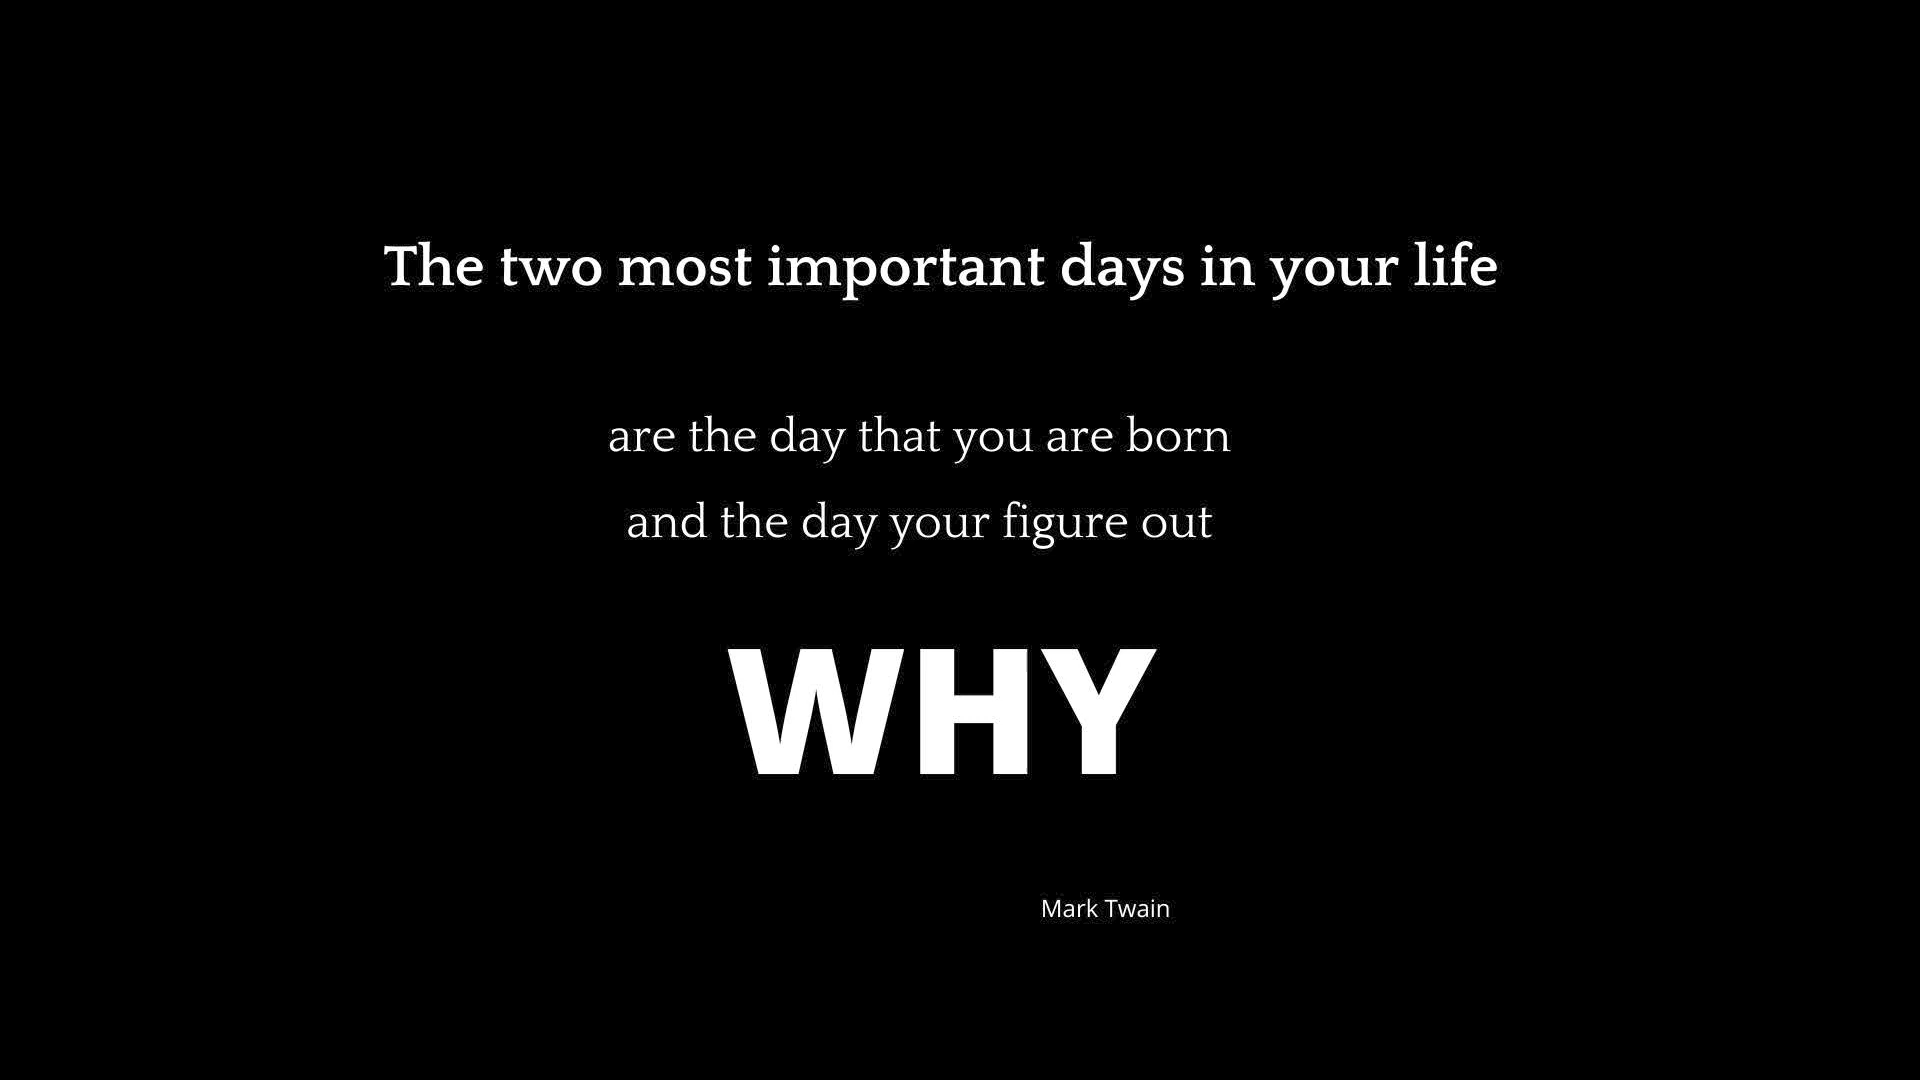 The two most important days in your life
are the day that you are born
and the day your figure out
WHY
Mark Twain